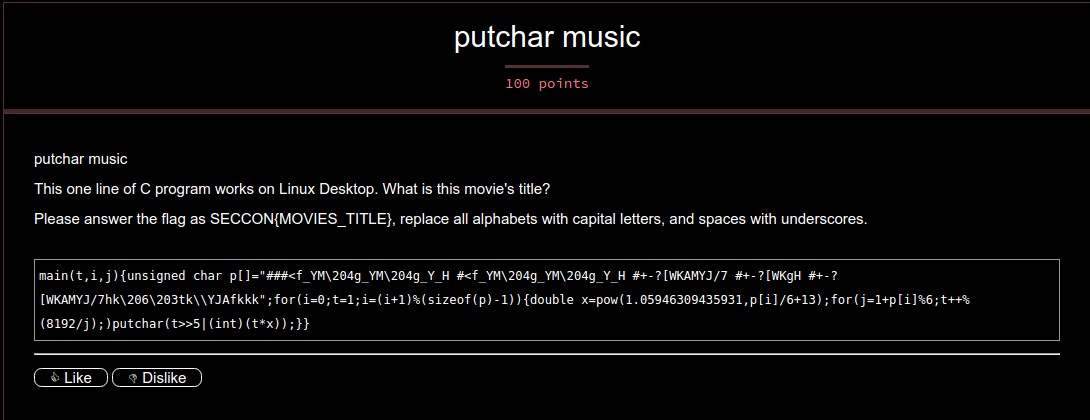 putchar music
100 points
putchar music
This one line of C program works on Linux Desktop. What is this movie's title?
Please answer the flag as SECCON{MOVIES_TITLE}, replace all alphabets with capital letters, and spaces with underscores.
main(t,i,j){unsigned char p[]="###<f_YM\204g_YM\204g_Y_H #<f_YM\204g_YM\204g_Y_H #+-?[WKAMYJ/7 #+-?[WKgH #+-?
[WKAMYJ/7hk\206\203tk\\YJAfkkk";for(i=0;t=1;i=(i+1)%(sizeof(p)-1)){double x=pow(1.05946309435931,p[i]/6+13);for(j=1+p[i]%6;t++%
(8192/j);)putchar(t>>5|(int)(t*x));}}
Like
Dislike